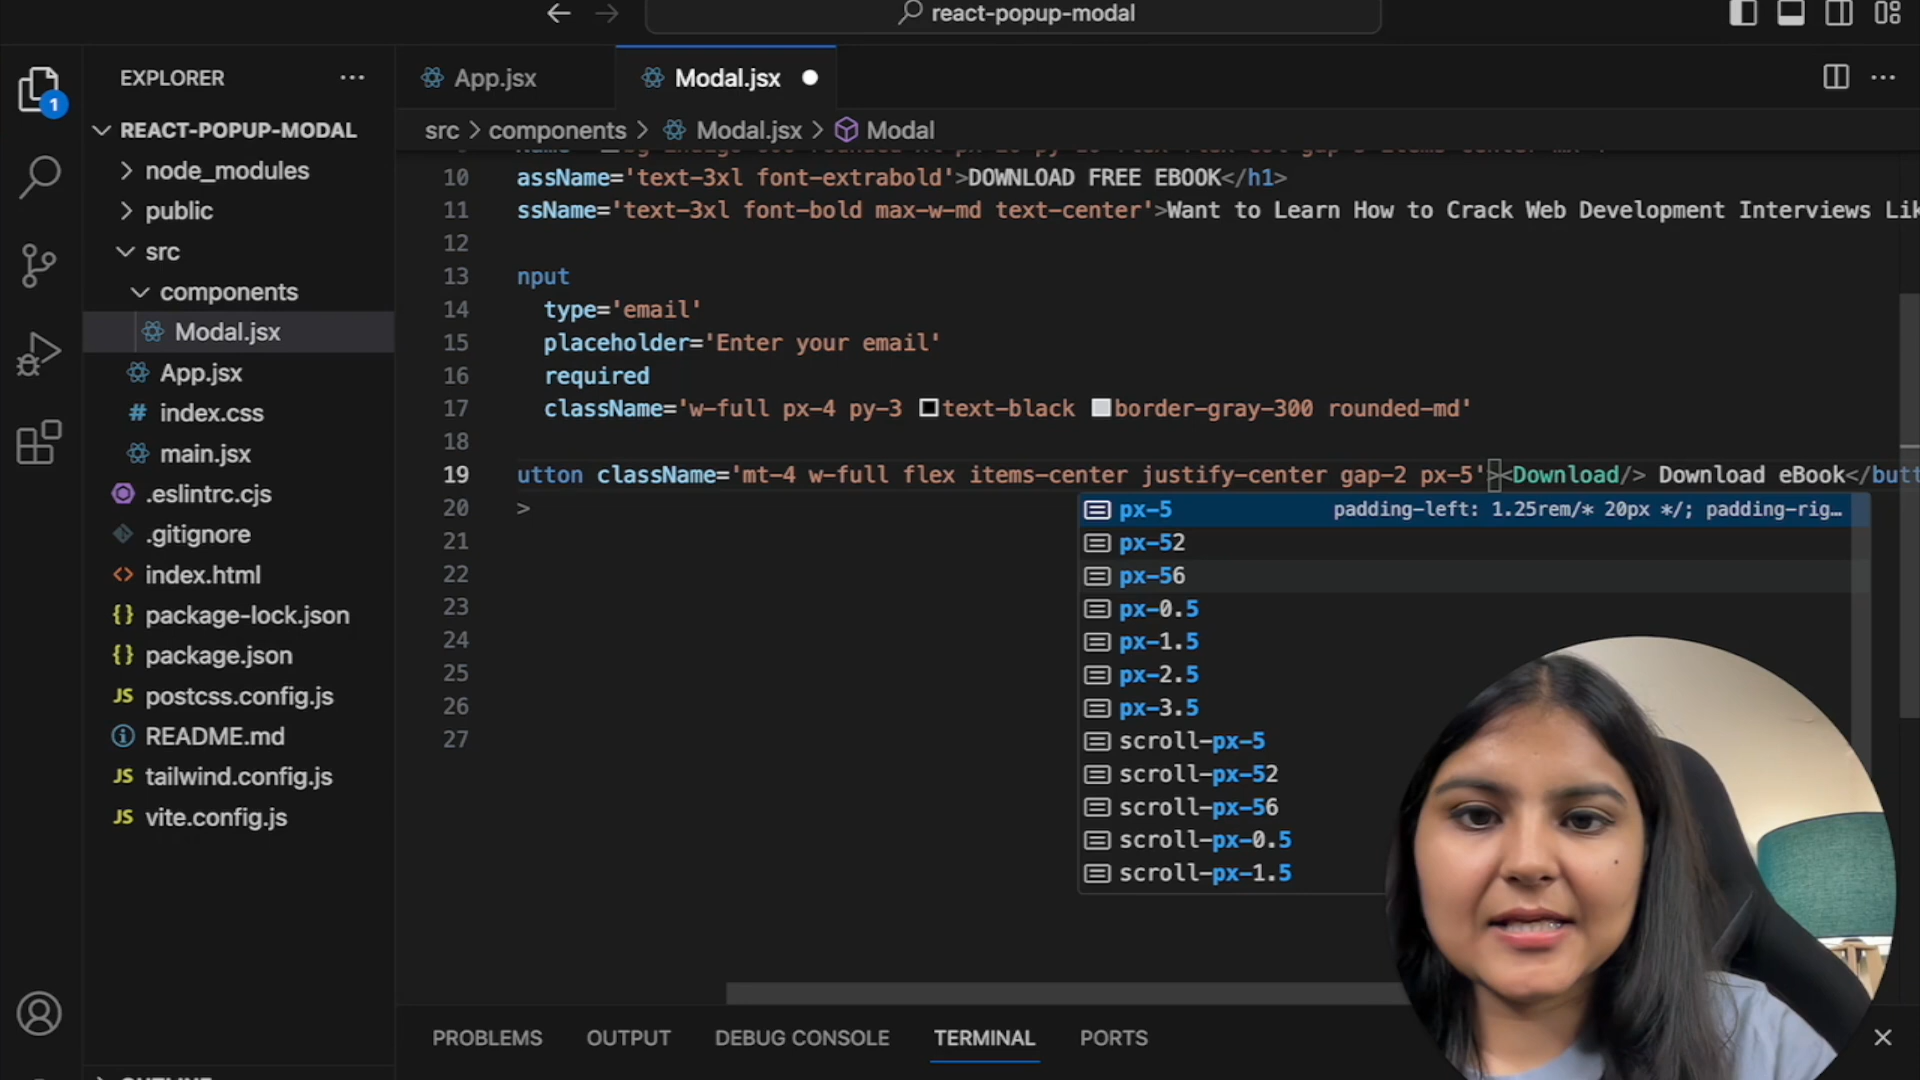 react-popup-modal
EXPLORER
REACT-POPUP-MODAL
node_modules
public
src
components
Modal.jsx
App.jsx
index.css
main.jsx
.eslintrc.cjs
.gitignore
index.html
package-lock.json
package.json
postcss.config.js
README.md
tailwind.config.js
vite.config.js
1
App.jsx
Modal.jsx
src > components > Modal.jsx > Modal
10 assName='text-3xl font-extrabold'>DOWNLOAD FREE EBOOK</h1>
11 ssName='text-3xl font-bold max-w-md text-center'>Want to Learn How to Crack Web Development Interviews Lik
12
13 nput
14 type='email'
15 placeholder='Enter your email'
16 required
17 className='w-full px-4 py-3 text-black border-gray-300 rounded-md'
18
19 utton className='mt-4 w-full flex items-center justify-center gap-2 px-5'><Download/> Download eBook</butt
20 >
21
22
23
24
25
26
27
px-5 padding-left: 1.25rem/* 20px */; padding-rig…
px-52
px-56
px-0.5
px-1.5
px-2.5
px-3.5
scroll-px-5
scroll-px-52
scroll-px-56
scroll-px-0.5
scroll-px-1.5
PROBLEMS OUTPUT DEBUG CONSOLE TERMINAL PORTS